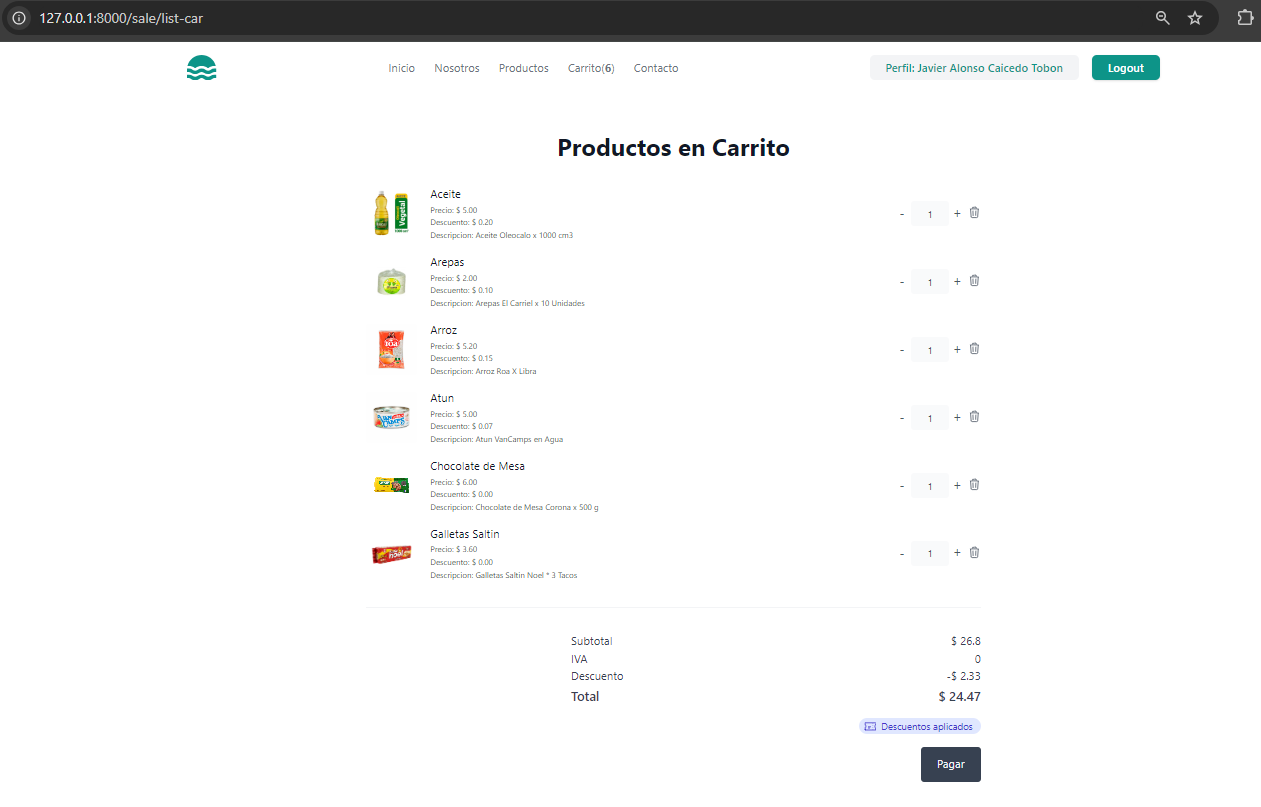 127.0.0.1:8000/sale/list-car
Inicio Nosotros Productos Carrito(6) Contacto Perfil: Javier Alonso Caicedo Tobon Logout
Productos en Carrito
Aceite
Precio: $ 5.00
Descuento: $ 0.20
Descripcion: Aceite Oleocalo x 1000 cm3
- 1 +
Vegetal
Arepas
Precio: $ 2.00
Descuento: $ 0.10
Descripcion: Arepas El Carriel x 10 Unidades
- 1 +
Arroz
Precio: $ 5.20
Descuento: $ 0.15
Descripcion: Arroz Roa X Libra
- 1 +
roa
Atun
Precio: $ 5.00
Descuento: $ 0.07
Descripcion: Atun VanCamps en Agua
- 1 +
Chocolate de Mesa
Precio: $ 6.00
Descuento: $ 0.00
Descripcion: Chocolate de Mesa Corona x 500 g
- 1 +
Galletas Saltin
Precio: $ 3.60
Descuento: $ 0.00
Descripcion: Galletas Saltin Noel * 3 Tacos
- 1 +
noel
Subtotal $ 26.8
IVA 0
Descuento -$ 2.33
Total $ 24.47
Descuentos aplicados
Pagar